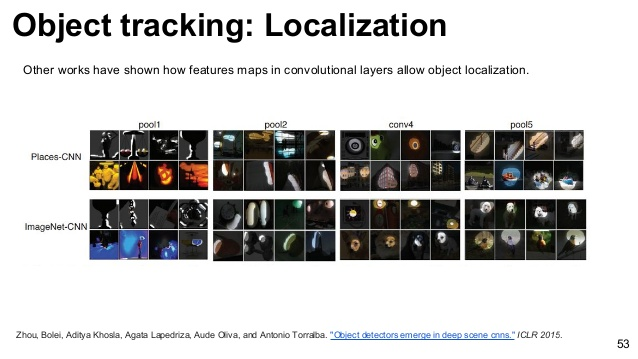 Object tracking: Localization
Other works have shown how features maps in convolutional layers allow object localization.
pool1 pool2 conv4 pool5
Places-CNN
ImageNet-CNN
Zhou, Bolei, Aditya Khosla, Agata Lapedriza, Aude Oliva, and Antonio Torralba. "Object detectors emerge in deep scene cnns." ICLR 2015.
53